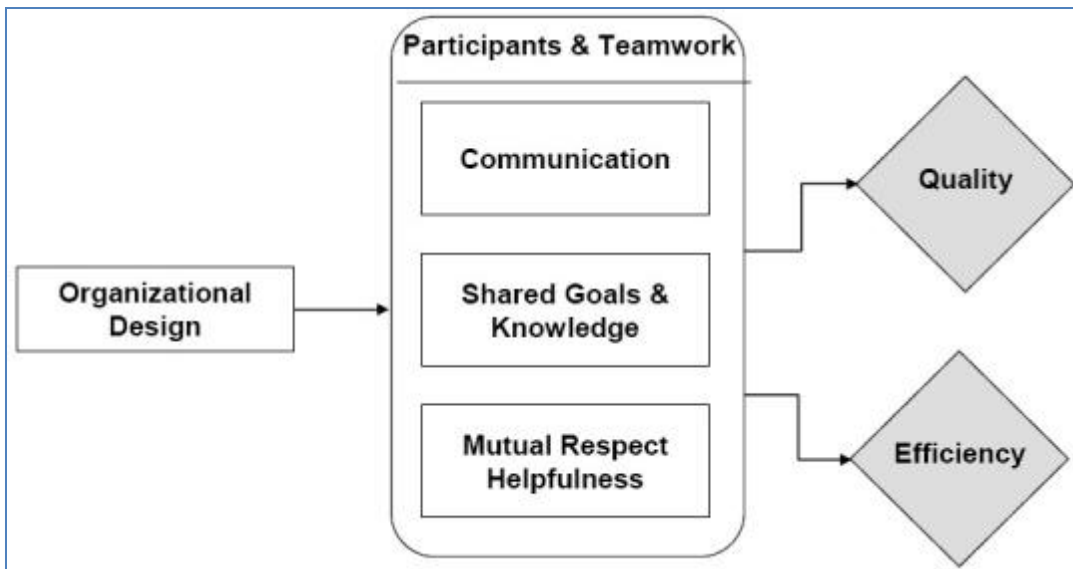 Participants & Teamwork
Communication
Quality
Organizational
Design
Shared Goals &
Knowledge
Mutual Respect
Helpfulness
Efficiency